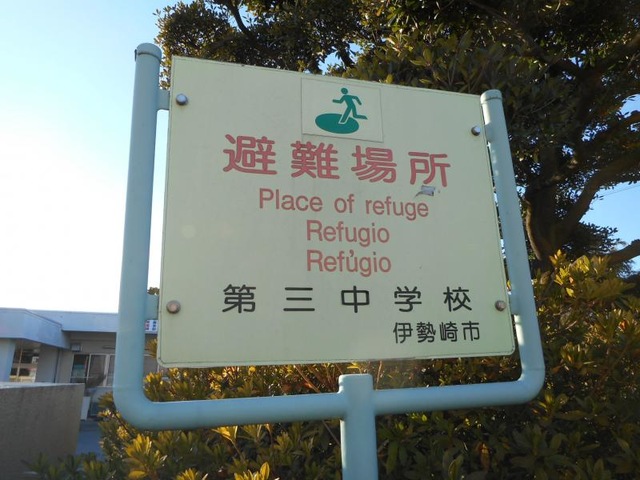 避難場所
Place of refuge
Refugio
Refúgio
第三中学校
伊勢崎市